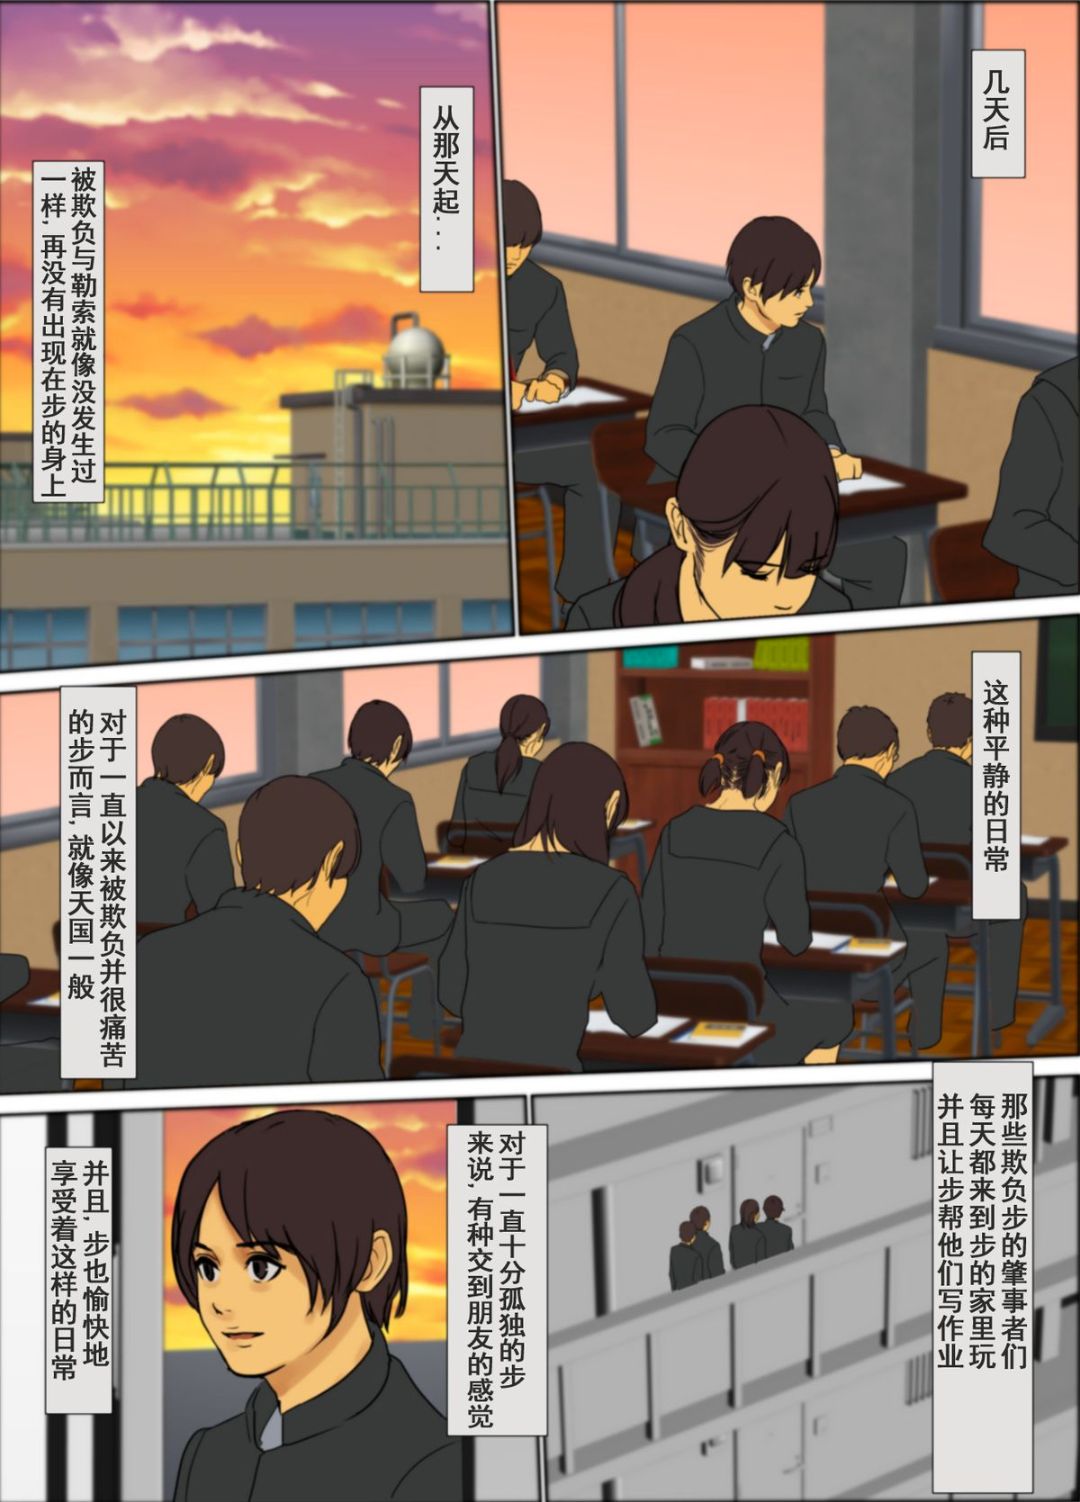 几天后
从那天起...
被欺负与勒索就像没发生过
一样,再没有出现在步的身上
这种平静的日常
对于一直以来被欺负并很痛苦
的步而言,就像天国一般
那些欺负步的肇事者们
每天都来到步的家里玩
并且让步帮他们写作业
对于一直十分孤独的步
来说,有种交到朋友的感觉
并且,步也愉快地
享受着这样的日常